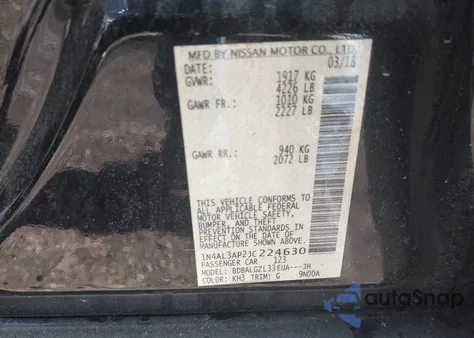 MFD BY NISSAN MOTOR CO., LTD.
DATE: 03/18
GVWR: 1917 KG
4226 LB
GAWR FR.: 1010 KG
2227 LB
GAWR RR.: 940 KG
2072 LB
THIS VEHICLE CONFORMS TO
ALL APPLICABLE FEDERAL
MOTOR VEHICLE SAFETY, BUMPER
AND THEFT PREVENTION
STANDARDS IN EFFECT ON THE
DATE OF MANUFACTURE
SHOWN ABOVE.
1N4AL3AP2JC224630
PASSENGER CAR 123
MODEL: BDBALGZL33EUA---JH
COLOR: KH3 TRIM: G 9N00A
autoSnap